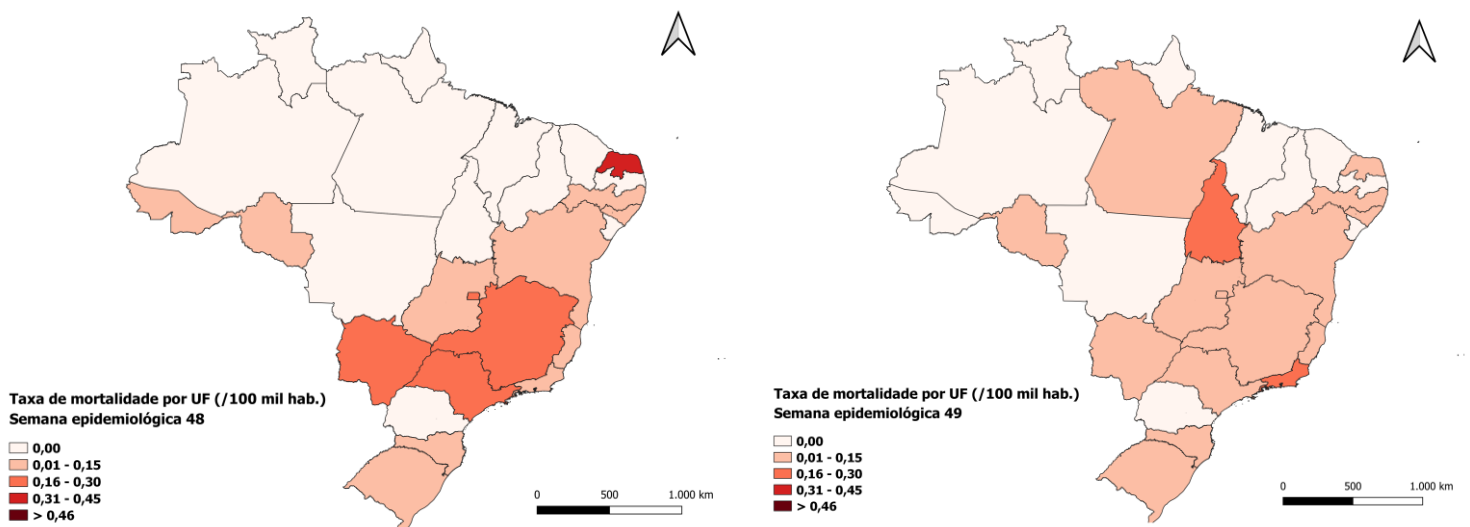 Taxa de mortalidade por UF (/100 mil hab.)
Semana epidemiológica 48
0,00
0,01 - 0,15
0,16 - 0,30
0,31 - 0,45
> 0,46
0 500 1.000 km
Taxa de mortalidade por UF (/100 mil hab.)
Semana epidemiológica 49
0,00
0,01 - 0,15
0,16 - 0,30
0,31 - 0,45
> 0,46
0 500 1.000 km